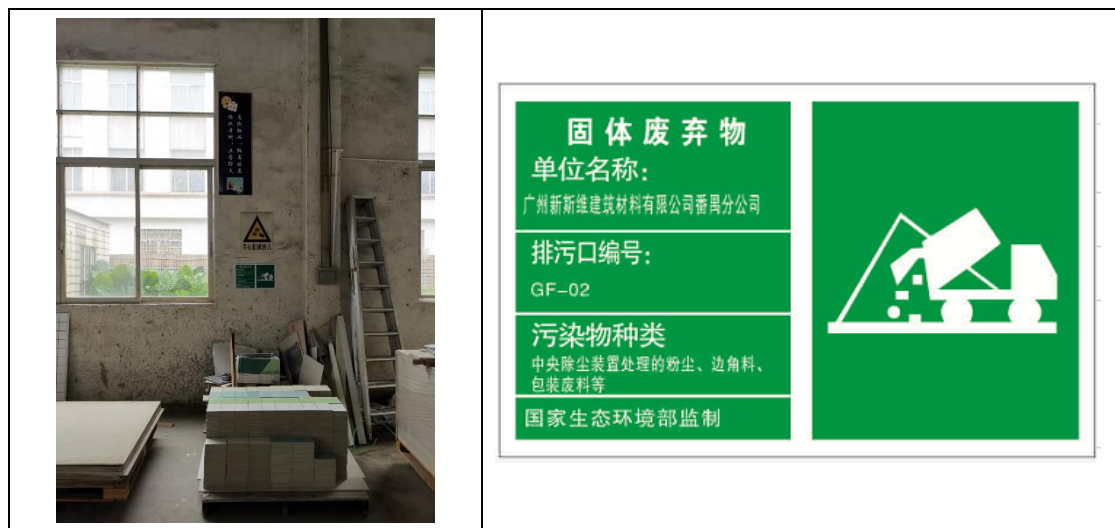 固体废弃物
单位名称：
广州新斯维建筑材料有限公司番禺分公司
排污口编号：
GF-02
污染物种类
中央除尘装置处理的粉尘、边角料、
包装废料等
国家生态环境部监制